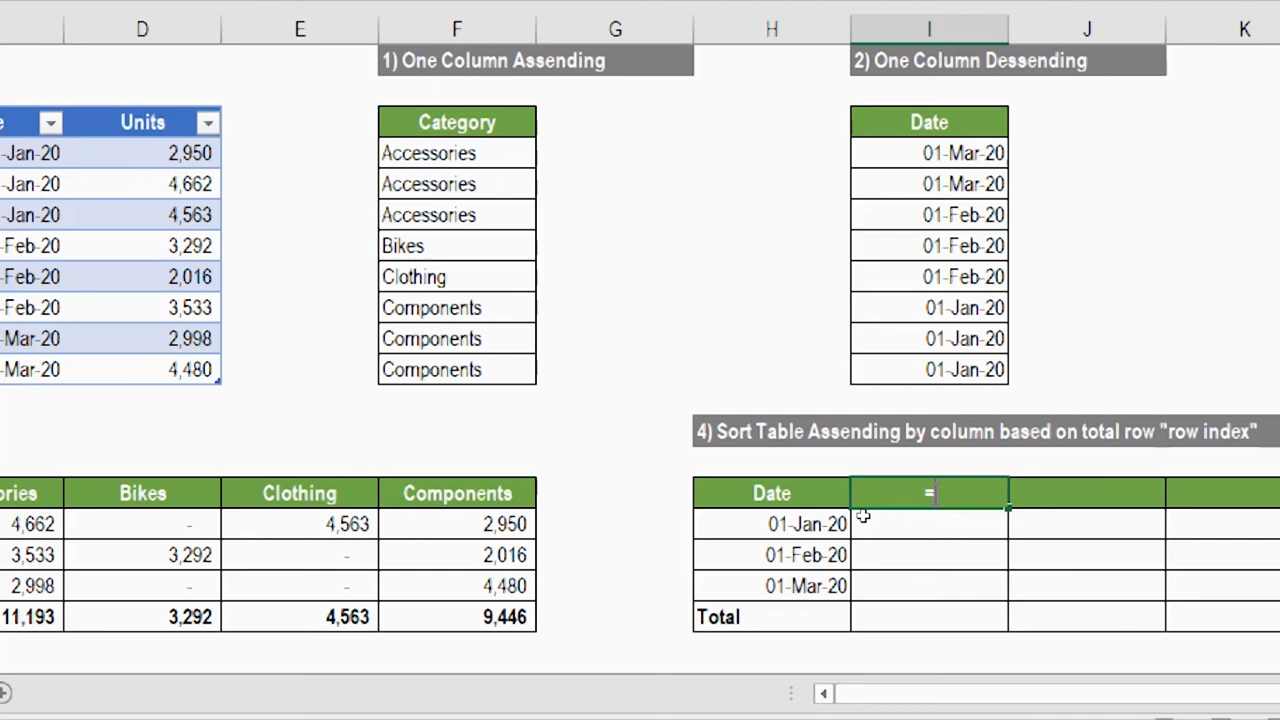 D E F G H I J K
1) One Column Assending 2) One Column Dessending
e Units Category Date
-Jan-20 2,950 Accessories 01-Mar-20
-Jan-20 4,662 Accessories 01-Mar-20
-Jan-20 4,563 Accessories 01-Feb-20
-Feb-20 3,292 Bikes 01-Feb-20
-Feb-20 2,016 Clothing 01-Feb-20
-Feb-20 3,533 Components 01-Jan-20
-Mar-20 2,998 Components 01-Jan-20
-Mar-20 4,480 Components 01-Jan-20
4) Sort Table Assending by column based on total row "row index"
ories Bikes Clothing Components Date =
4,662 - 4,563 2,950 01-Jan-20
3,533 3,292 - 2,016 01-Feb-20
2,998 - - 4,480 01-Mar-20
11,193 3,292 4,563 9,446 Total